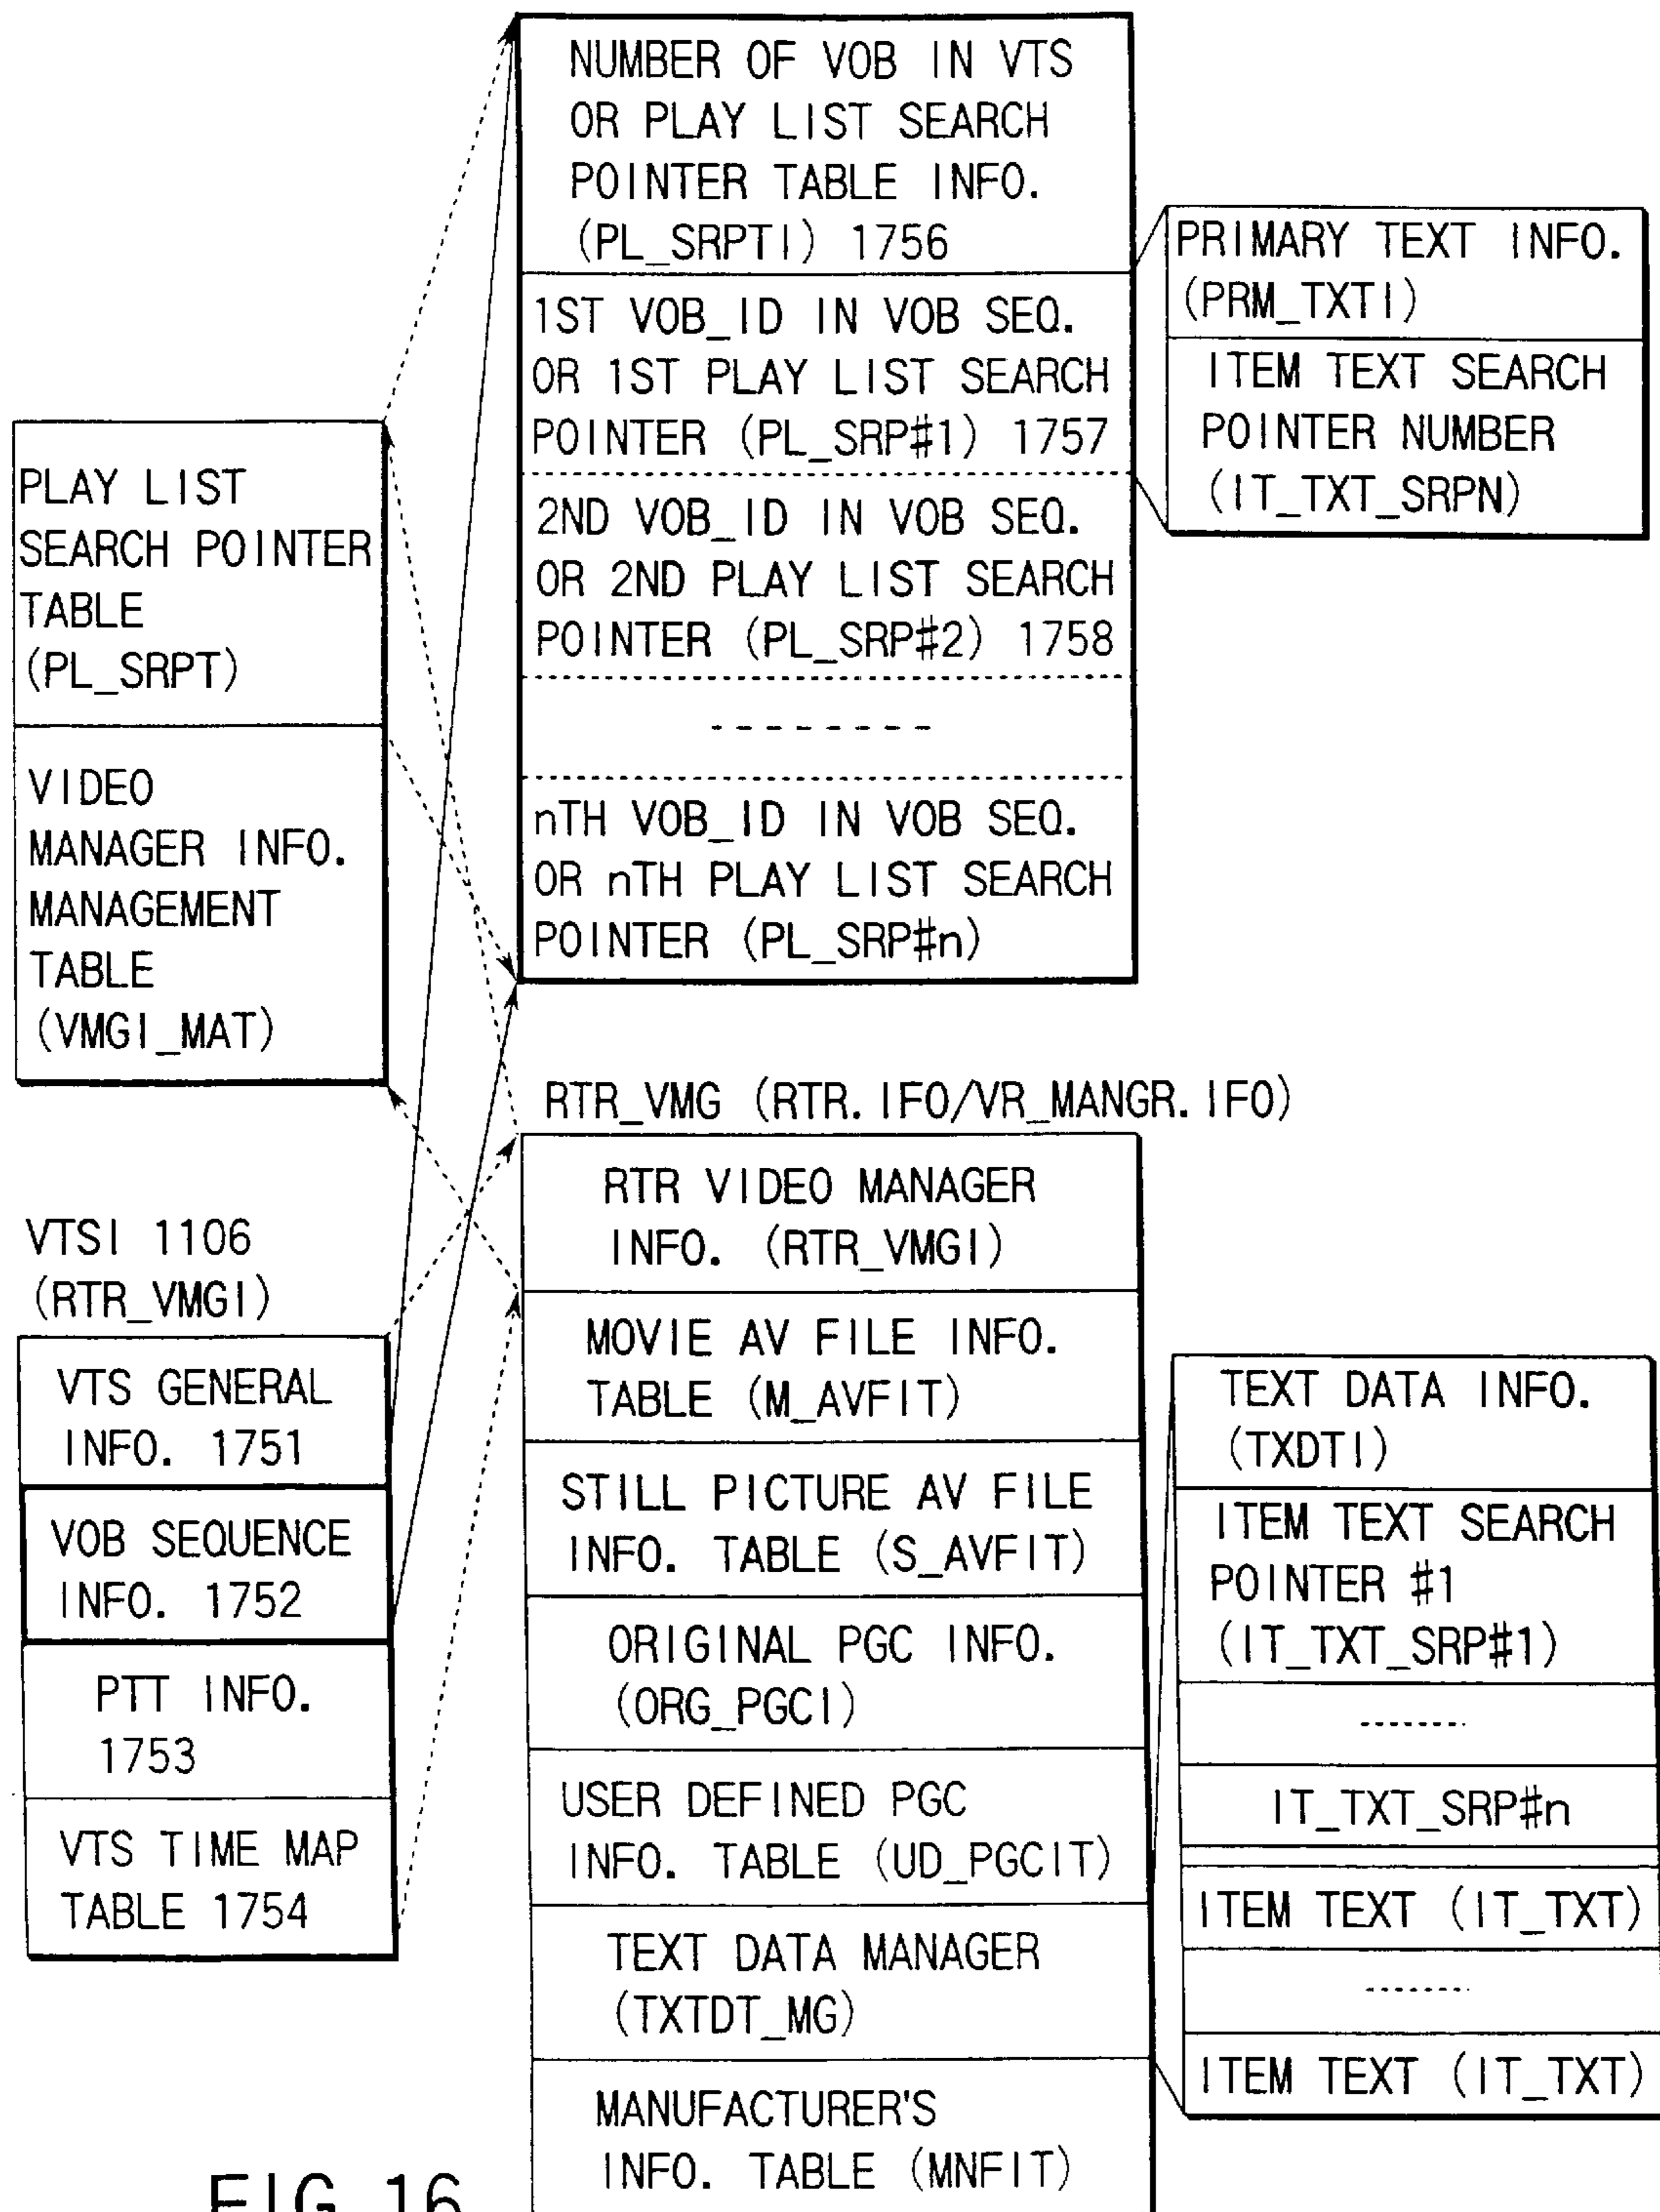 NUMBER OF VOB IN VTS
OR PLAY LIST SEARCH
POINTER TABLE INFO.
(PL_SRPTI) 1756
1ST VOB_ID IN VOB SEQ.
OR 1ST PLAY LIST SEARCH
POINTER (PL_SRP#1) 1757
2ND VOB_ID IN VOB SEQ.
OR 2ND PLAY LIST SEARCH
POINTER (PL_SRP#2) 1758
--------
nTH VOB_ID IN VOB SEQ.
OR nTH PLAY LIST SEARCH
POINTER (PL_SRP#n)
PRIMARY TEXT INFO.
(PRM_TXTI)
ITEM TEXT SEARCH
POINTER NUMBER
(IT_TXT_SRPN)
PLAY LIST
SEARCH POINTER
TABLE
(PL_SRPT)
VIDEO
MANAGER INFO.
MANAGEMENT
TABLE
(VMGI_MAT)
VTSI 1106
(RTR_VMGI)
VTS GENERAL
INFO. 1751
VOB SEQUENCE
INFO. 1752
PTT INFO.
1753
VTS TIME MAP
TABLE 1754
RTR_VMG (RTR.IFO/VR_MANGR.IFO)
RTR VIDEO MANAGER
INFO. (RTR_VMGI)
MOVIE AV FILE INFO.
TABLE (M_AVFIT)
STILL PICTURE AV FILE
INFO. TABLE (S_AVFIT)
ORIGINAL PGC INFO.
(ORG_PGCI)
USER DEFINED PGC
INFO. TABLE (UD_PGCIT)
TEXT DATA MANAGER
(TXTDT_MG)
MANUFACTURER'S
INFO. TABLE (MNFIT)
TEXT DATA INFO.
(TXDTI)
ITEM TEXT SEARCH
POINTER #1
(IT_TXT_SRP#1)
-------
IT_TXT_SRP#n
ITEM TEXT (IT_TXT)
-------
ITEM TEXT (IT_TXT)
FIG. 16